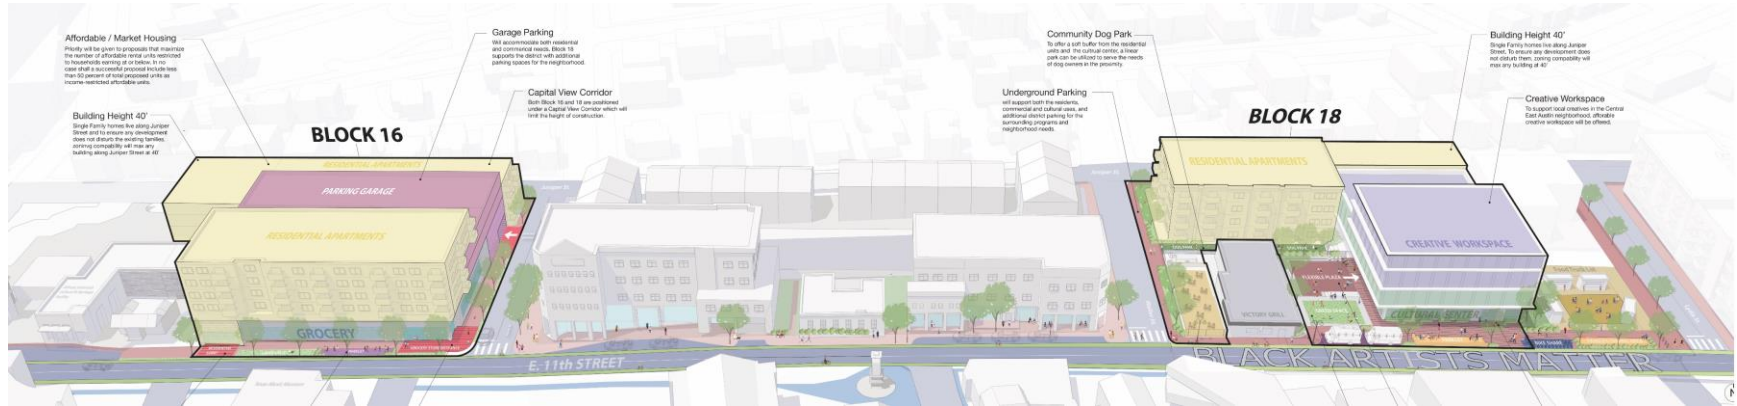 Affordable / Market Housing
Priority will be given to proposals that maximize
the number of affordable rental units restricted
to households earning at or below. In no
case shall a successful proposal include less
than 50 percent of total proposed units as
income-restricted affordable units.
Building Height 40'
Single Family homes live along Juniper
Street and to ensure any development
does not disturb the existing families,
zoning compability will max any
building along Juniper Street at 40'
BLOCK 16
Garage Parking
Will accommodate both residential
and commercial needs. Block 18
supports the district with additional
parking spaces for the neighborhood.
Capital View Corridor
Both Block 16 and 18 are positioned
under a Capital View Corridor which will
limit the height of construction.
RESIDENTIAL APARTMENTS
PARKING GARAGE
RESIDENTIAL APARTMENTS
GROCERY
Juniper St.
E. 11th STREET
Community Dog Park
To offer a soft buffer from the residential
units and the cultural center, a linear
park can be utilized to serve the needs
of dog owners in the proximity.
Underground Parking
will support both the residents,
commercial and cultural uses, and
additional district parking for the
surrounding programs and
neighborhood needs.
BLOCK 18
Building Height 40'
Single Family homes live along Juniper
Street. To ensure any development does
not disturb them, zoning compability will
max any building at 40'
Creative Workspace
To support local creatives in the Central
East Austin neighborhood, affordable
creative workspace will be offered.
Juniper St.
RESIDENTIAL APARTMENTS
CREATIVE WORKSPACE
FLEXIBLE PLAZA
VICTORY GRILL
CULTURAL CENTER
BIKE SHARE
BLACK ARTISTS MATTER
N